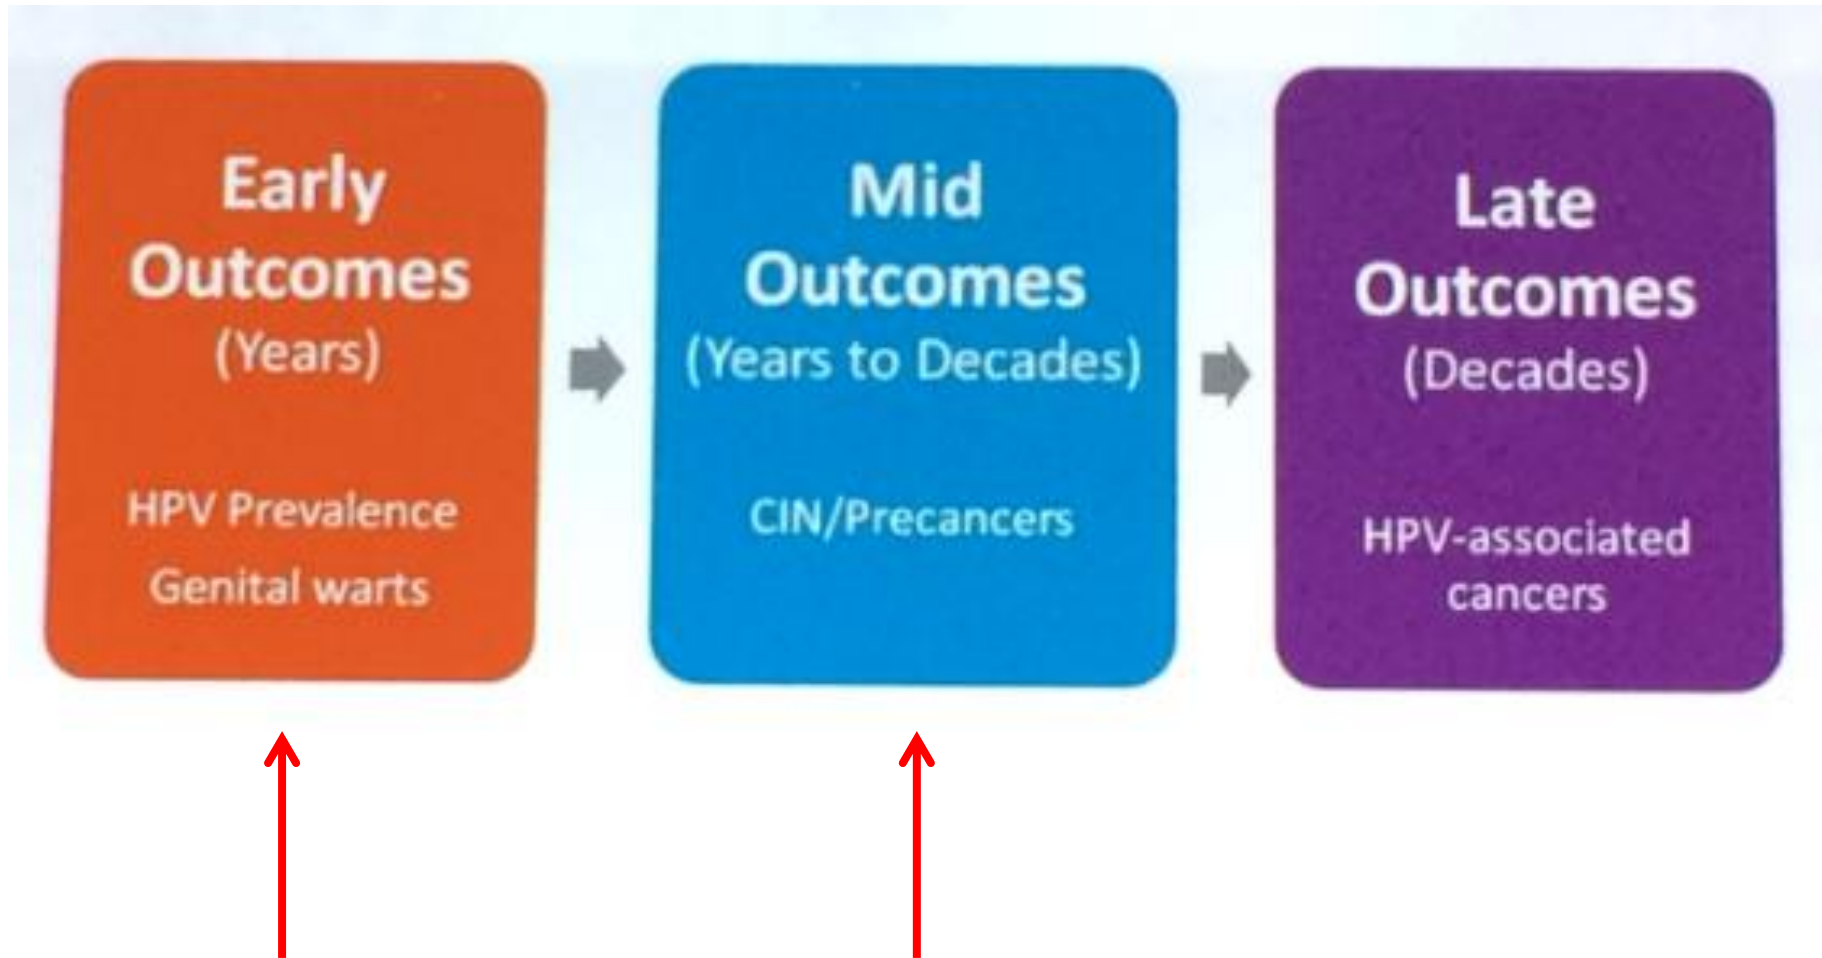 Early
Outcomes
(Years)
HPV Prevalence
Genital warts
Mid
Outcomes
(Years to Decades)
CIN/Precancers
Late
Outcomes
(Decades)
HPV-associated
cancers